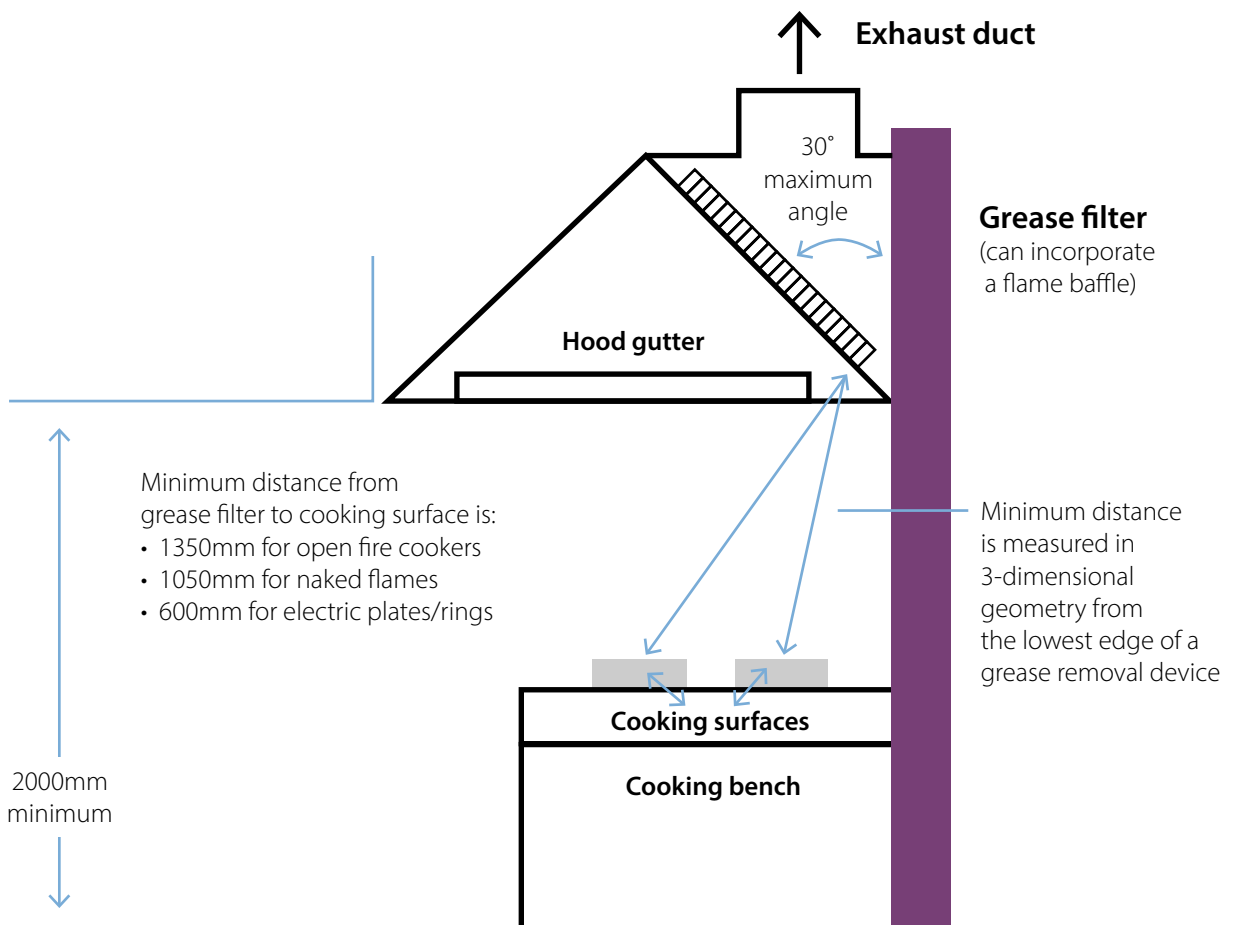 Exhaust duct
30°
maximum
angle
Grease filter
(can incorporate
a flame baffle)
Hood gutter
Minimum distance from
grease filter to cooking surface is:
• 1350mm for open fire cookers
• 1050mm for naked flames
• 600mm for electric plates/rings
Minimum distance
is measured in
3-dimensional
geometry from
the lowest edge of a
grease removal device
Cooking surfaces
Cooking bench
2000mm
minimum